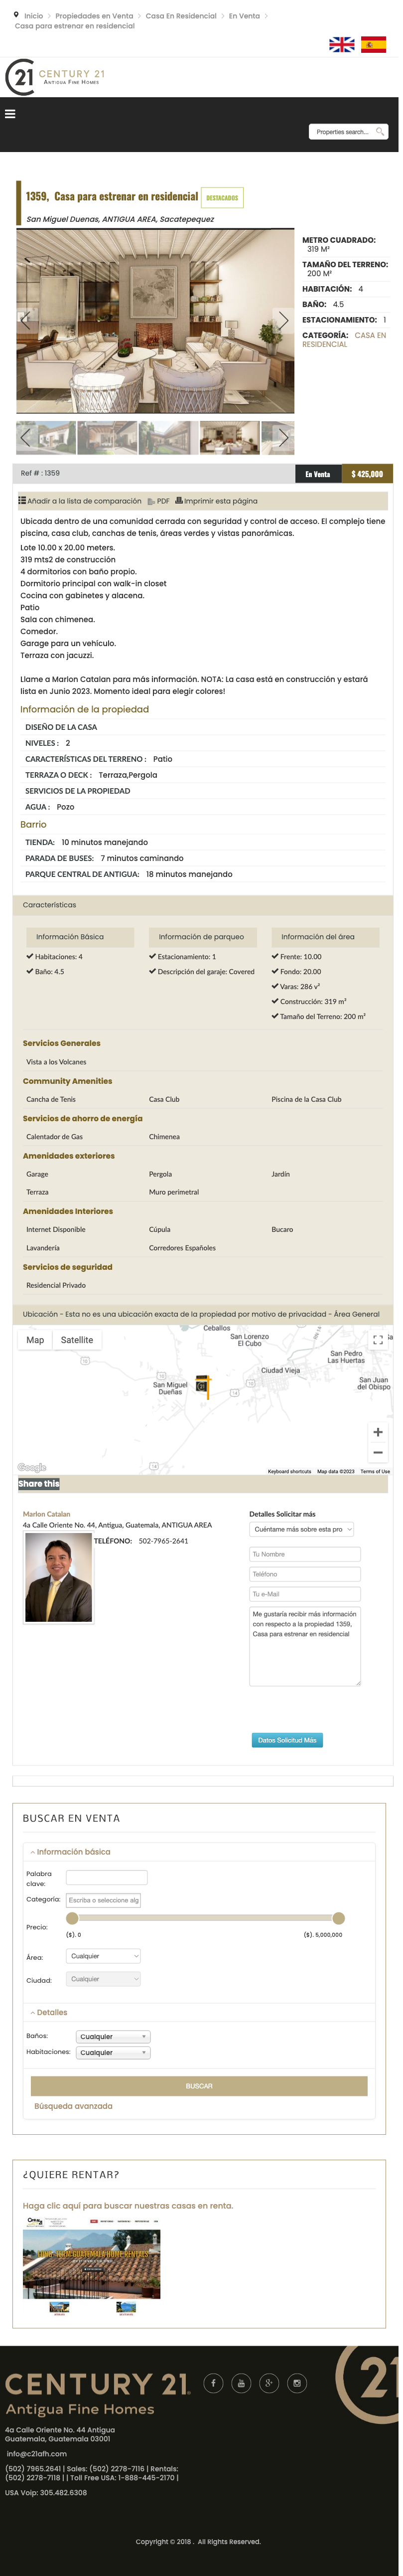 Inicio > Propiedades en Venta > Casa En Residencial > En Venta >
Casa para estrenar en residencial
21 CENTURY 21
ANTIGUA FINE HOMES
Properties search...
1359, Casa para estrenar en residencial DESTACADOS
San Miguel Duenas, ANTIGUA AREA, Sacatepequez
METRO CUADRADO:
319 M²
TAMAÑO DEL TERRENO:
200 M²
HABITACIÓN: 4
BAÑO: 4.5
ESTACIONAMIENTO: 1
CATEGORÍA: CASA EN
RESIDENCIAL
Ref # : 1359
En Venta
$ 425,000
Añadir a la lista de comparación PDF Imprimir esta página
Ubicada dentro de una comunidad cerrada con seguridad y control de acceso. El complejo tiene
piscina, casa club, canchas de tenis, áreas verdes y vistas panorámicas.
Lote 10.00 x 20.00 meters.
319 mts2 de construcción
4 dormitorios con baño propio.
Dormitorio principal con walk-in closet
Cocina con gabinetes y alacena.
Patio
Sala con chimenea.
Comedor.
Garage para un vehículo.
Terraza con jacuzzi.
Llame a Marlon Catalan para más información. NOTA: La casa está en construcción y estará
lista en Junio 2023. Momento ideal para elegir colores!
Información de la propiedad
DISEÑO DE LA CASA
NIVELES : 2
CARACTERÍSTICAS DEL TERRENO : Patio
TERRAZA O DECK : Terraza,Pergola
SERVICIOS DE LA PROPIEDAD
AGUA : Pozo
Barrio
TIENDA: 10 minutos manejando
PARADA DE BUSES: 7 minutos caminando
PARQUE CENTRAL DE ANTIGUA: 18 minutos manejando
Características
Información Básica
Habitaciones: 4
Baño: 4.5
Información de parqueo
Estacionamiento: 1
Descripción del garaje: Covered
Información del área
Frente: 10.00
Fondo: 20.00
Varas: 286 v²
Construcción: 319 m²
Tamaño del Terreno: 200 m²
Servicios Generales
Vista a los Volcanes
Community Amenities
Cancha de Tenis Casa Club Piscina de la Casa Club
Servicios de ahorro de energía
Calentador de Gas Chimenea
Amenidades exteriores
Garage Pergola Jardín
Terraza Muro perimetral
Amenidades Interiores
Internet Disponible Cúpula Bucaro
Lavandería Corredores Españoles
Servicios de seguridad
Residencial Privado
Ubicación - Esta no es una ubicación exacta de la propiedad por motivo de privacidad - Área General
Map Satellite
Ceballos
San Lorenzo
El Cubo
San Pedro
Las Huertas
Ciudad Vieja
San Juan
del Obispo
San Miguel
Dueñas
Google
Keyboard shortcuts Map data ©2023 Terms of Use
Share this
Marlon Catalan
4a Calle Oriente No. 44, Antigua, Guatemala, ANTIGUA AREA
TELÉFONO: 502-7965-2641
Detalles Solicitar más
Cuéntame más sobre esta pro
Tu Nombre
Teléfono
Tu e-Mail
Me gustaría recibir más información
con respecto a la propiedad 1359,
Casa para estrenar en residencial
Datos Solicitud Más
BUSCAR EN VENTA
Información básica
Palabra
clave:
Categoría: Escriba o seleccione alg
Precio:
($). 0 ($). 5,000,000
Área: Cualquier
Ciudad: Cualquier
Detalles
Baños: Cualquier
Habitaciones: Cualquier
BUSCAR
Búsqueda avanzada
¿QUIERE RENTAR?
Haga clic aquí para buscar nuestras casas en renta.
CENTURY 21
Antigua Fine Homes
21
4a Calle Oriente No. 44 Antigua
Guatemala, Guatemala 03001
info@c21afh.com
(502) 7965.2641 | Sales: (502) 2278-7116 | Rentals:
(502) 2278-7118 | | Toll Free USA: 1-888-445-2170 |
USA Voip: 305.482.6308
Copyright © 2018 . All Rights Reserved.